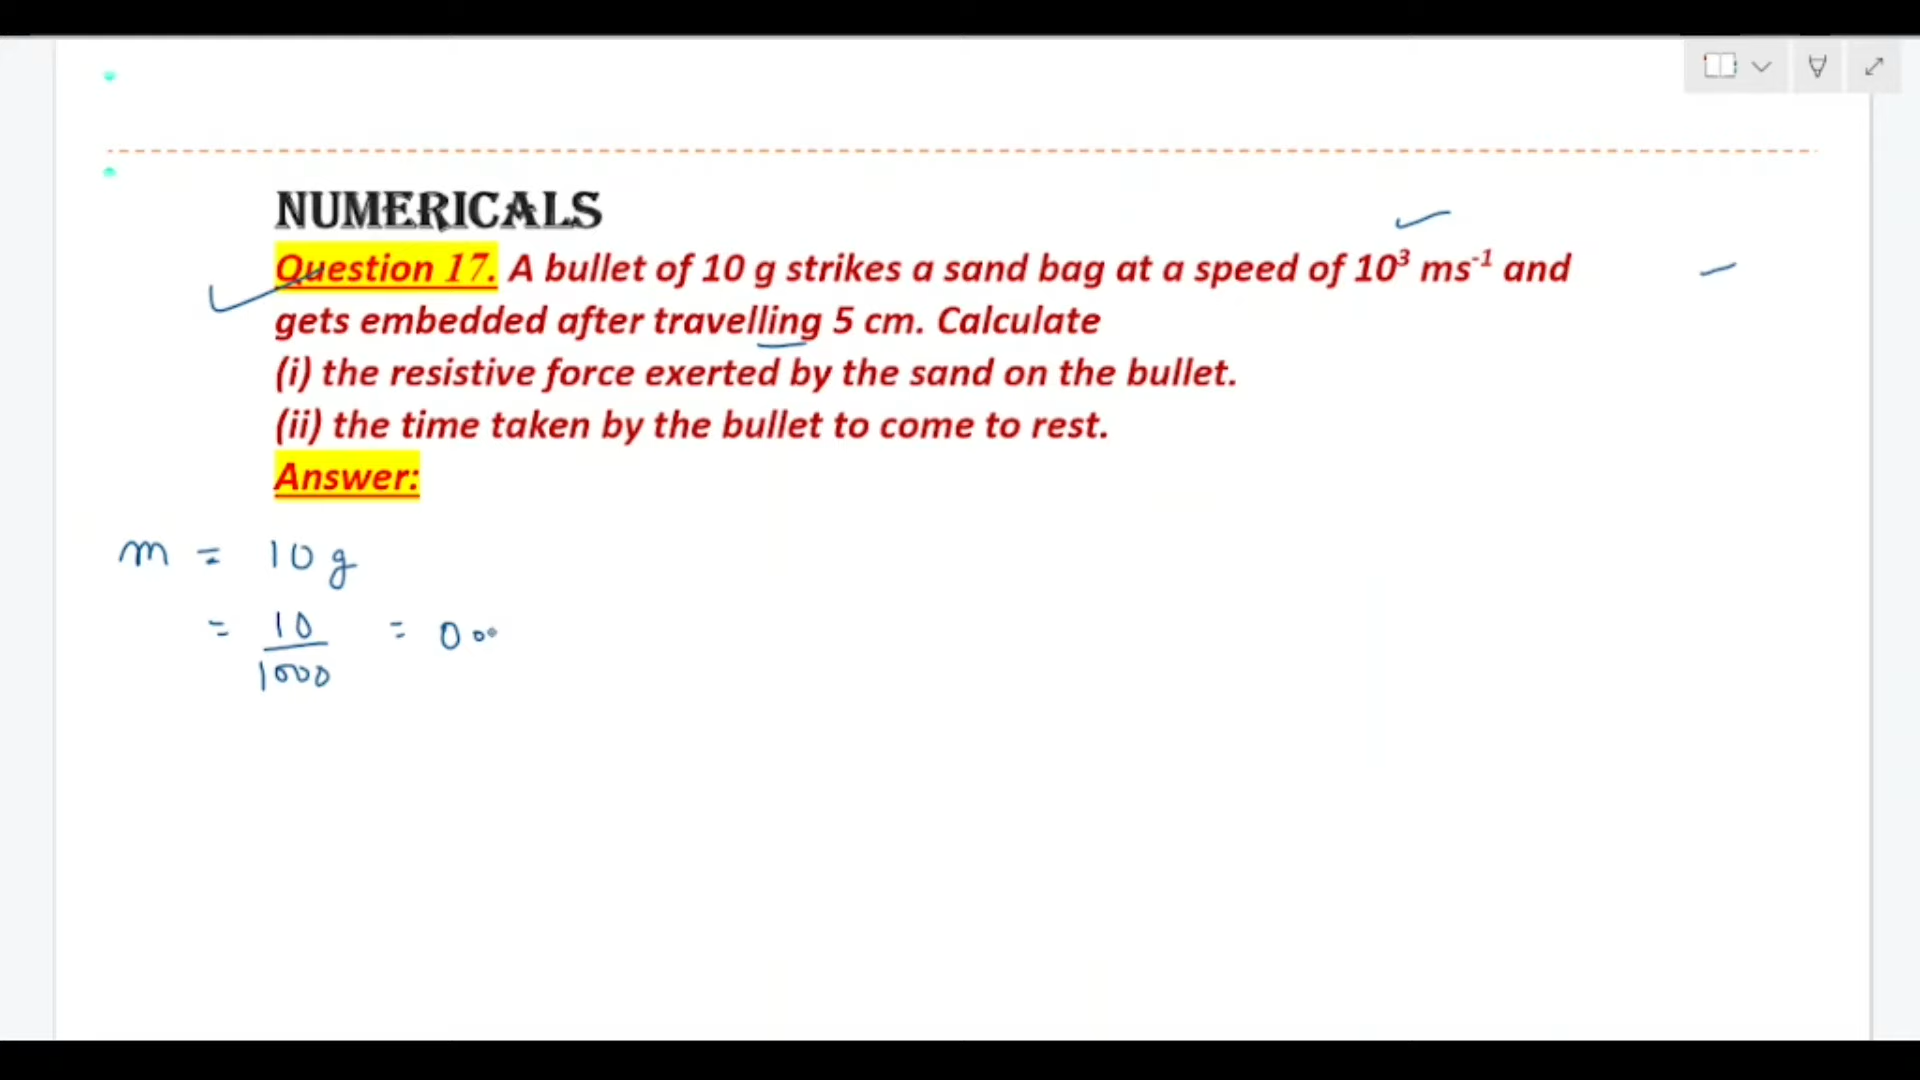 NUMERICALS
Question 17. A bullet of 10 g strikes a sand bag at a speed of 10³ ms⁻¹ and
gets embedded after travelling 5 cm. Calculate
(i) the resistive force exerted by the sand on the bullet.
(ii) the time taken by the bullet to come to rest.
Answer:
m = 10 g
= 10/1000 = 0